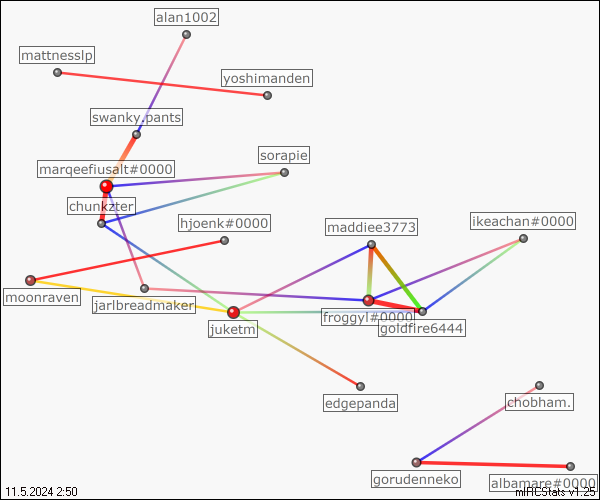 alan1002
mattnesslp
yoshimanden
swanky.pants
sorapie
marqeefiusalt#0000
chunkzter
hjoenk#0000
maddiee3773
ikeachan#0000
moonraven
jarlbreadmaker
juketm
froggyl#0000
goldfire6444
edgepanda
chobham.
gorudenneko
albamare#0000
11.5.2024 2:50
mIRCStats v1.25